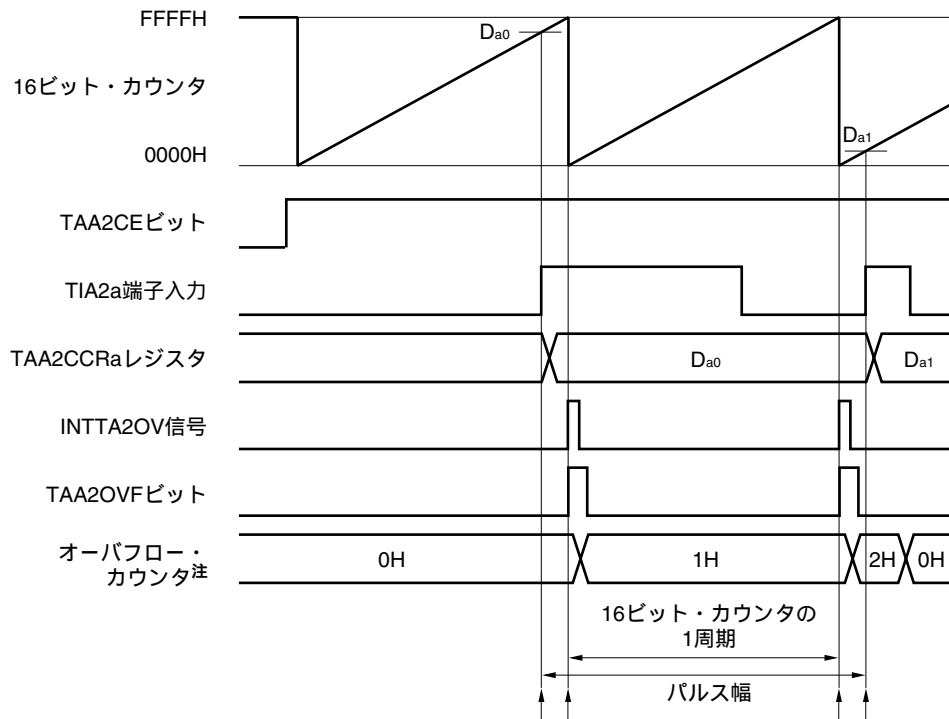 FFFFH
Da0
16ビット・カウンタ
Da1
0000H
TAA2CEビット
TIA2a端子入力
TAA2CCRaレジスタ
Da0
Da1
INTTA2OV信号
TAA2OVFビット
オーバフロー・
カウンタ注
0H
1H
2H
0H
16ビット・カウンタの
1周期
パルス幅